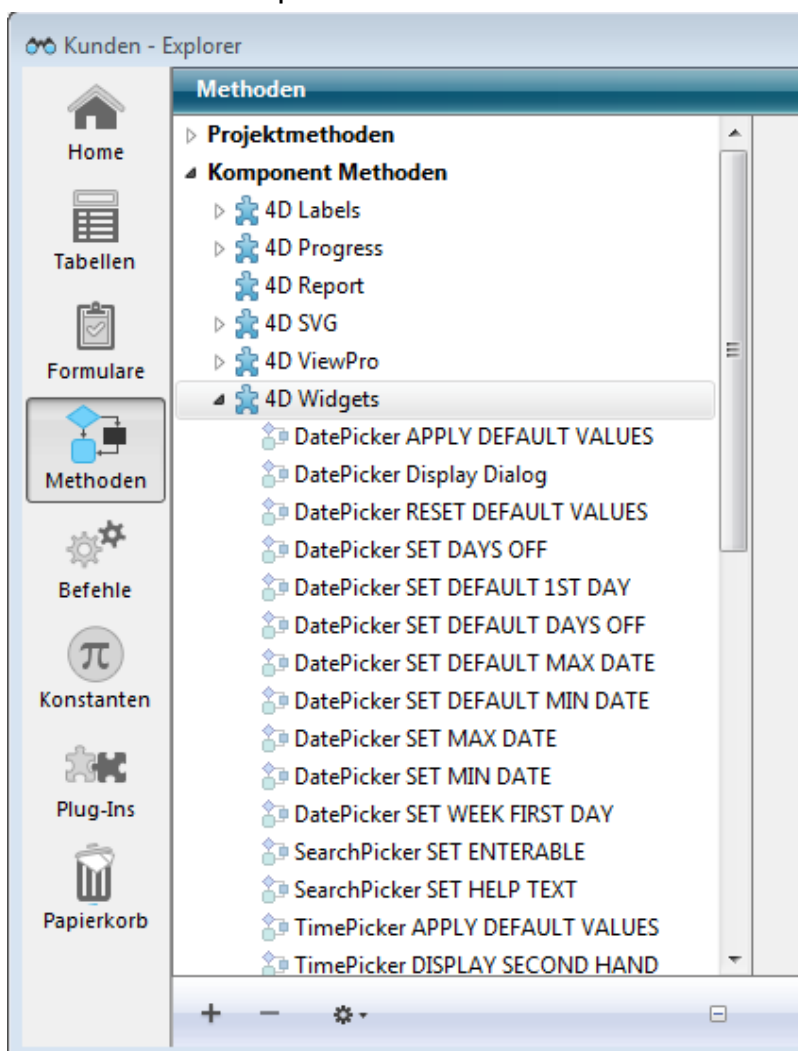 Kunden - Explorer
Home
Tabellen
Formulare
Methoden
Befehle
Konstanten
Plug-Ins
Papierkorb
Methoden
Projektmethoden
Komponent Methoden
4D Labels
4D Progress
4D Report
4D SVG
4D ViewPro
4D Widgets
DatePicker APPLY DEFAULT VALUES
DatePicker Display Dialog
DatePicker RESET DEFAULT VALUES
DatePicker SET DAYS OFF
DatePicker SET DEFAULT 1ST DAY
DatePicker SET DEFAULT DAYS OFF
DatePicker SET DEFAULT MAX DATE
DatePicker SET DEFAULT MIN DATE
DatePicker SET MAX DATE
DatePicker SET MIN DATE
DatePicker SET WEEK FIRST DAY
SearchPicker SET ENTERABLE
SearchPicker SET HELP TEXT
TimePicker APPLY DEFAULT VALUES
TimePicker DISPLAY SECOND HAND